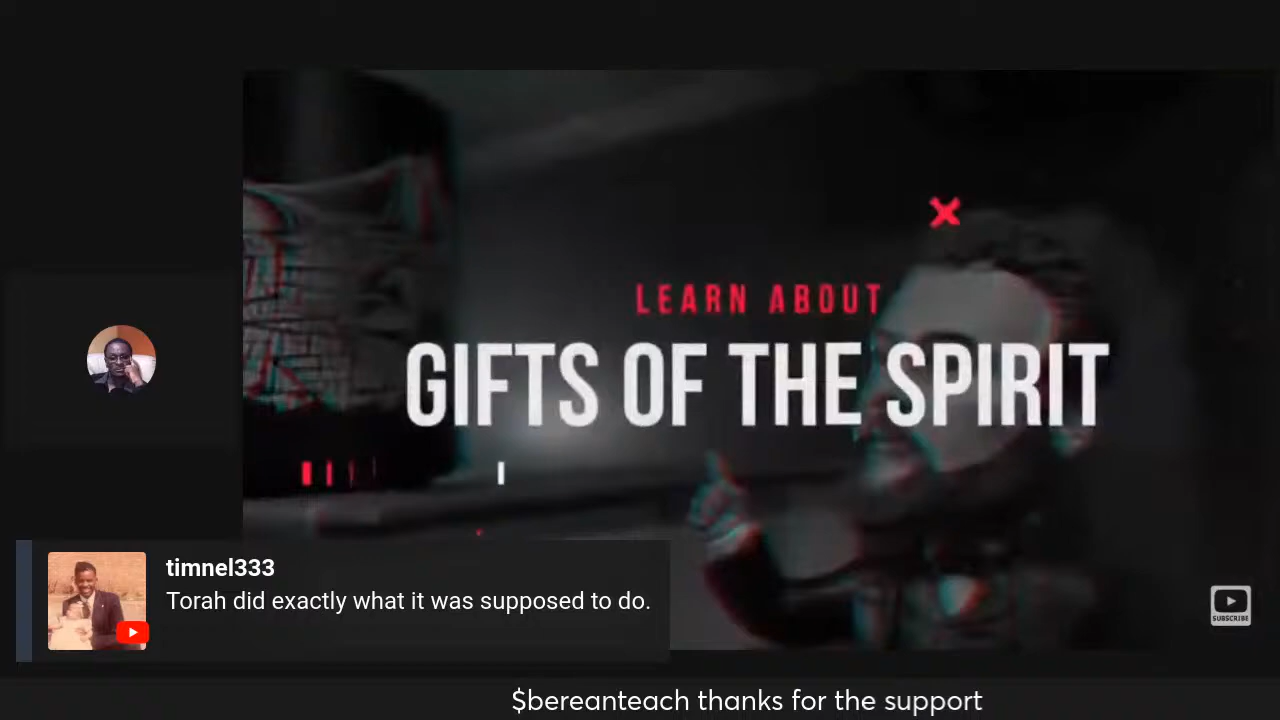 LEARN ABOUT
GIFTS OF THE SPIRIT
timnel333
Torah did exactly what it was supposed to do.
SUBSCRIBE
$bereanteach thanks for the support